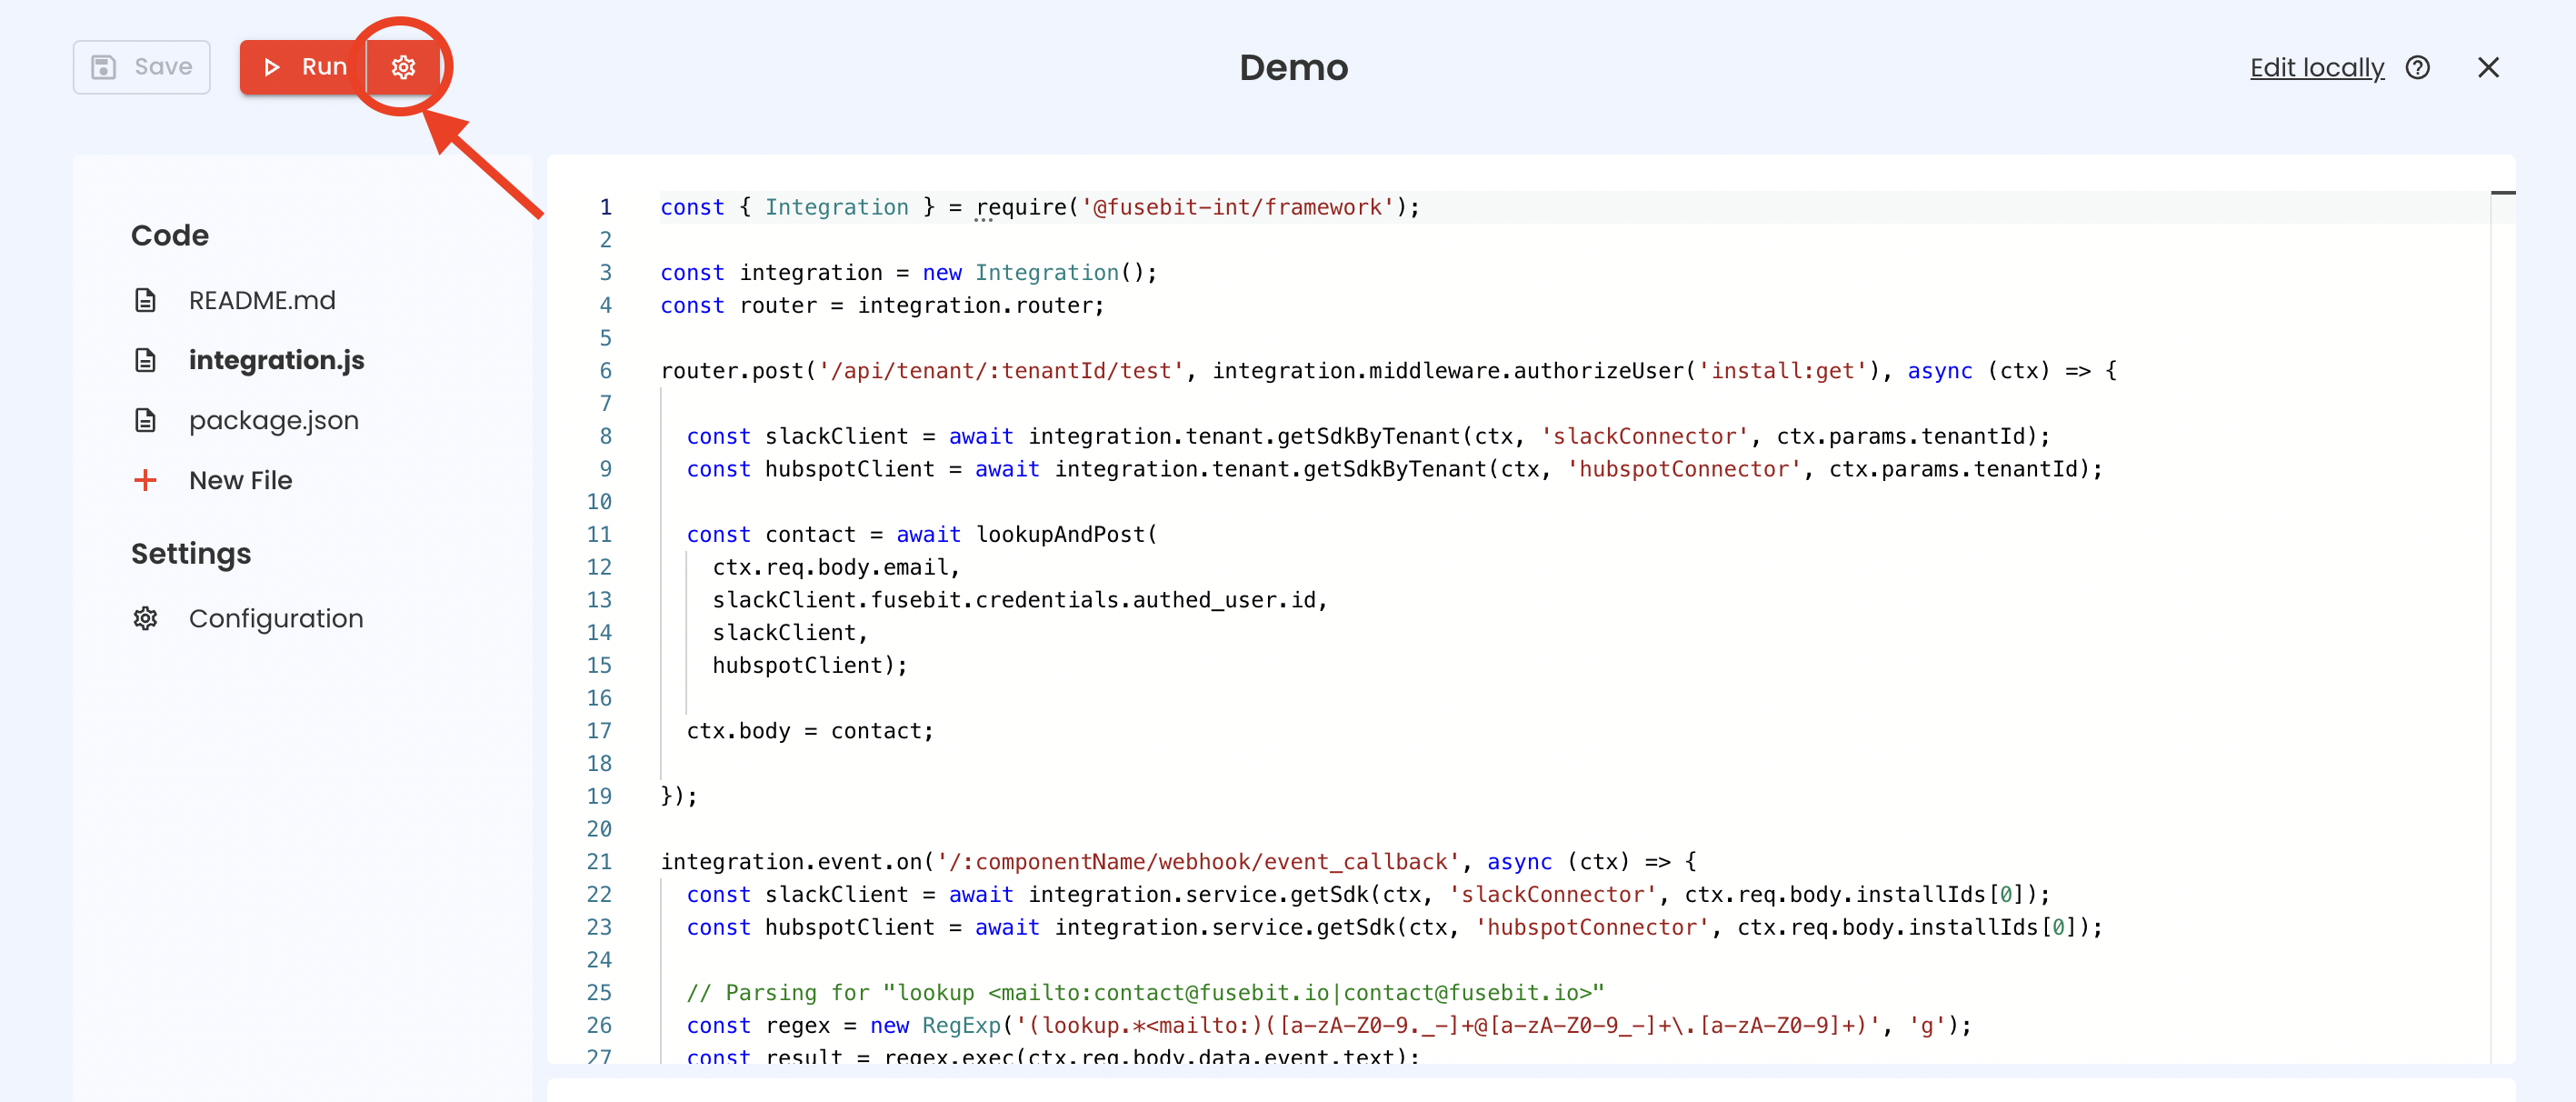 Save
Run
Demo
Edit locally
Code
README.md
integration.js
package.json
New File
Settings
Configuration
1 const { Integration } = require('@fusebit-int/framework');
2
3 const integration = new Integration();
4 const router = integration.router;
5
6 router.post('/api/tenant/:tenantId/test', integration.middleware.authorizeUser('install:get'), async (ctx) => {
7
8 const slackClient = await integration.tenant.getSdkByTenant(ctx, 'slackConnector', ctx.params.tenantId);
9 const hubspotClient = await integration.tenant.getSdkByTenant(ctx, 'hubspotConnector', ctx.params.tenantId);
10
11 const contact = await lookupAndPost(
12 ctx.req.body.email,
13 slackClient.fusebit.credentials.authed_user.id,
14 slackClient,
15 hubspotClient);
16
17 ctx.body = contact;
18
19 });
20
21 integration.event.on('/:componentName/webhook/event_callback', async (ctx) => {
22 const slackClient = await integration.service.getSdk(ctx, 'slackConnector', ctx.req.body.installIds[0]);
23 const hubspotClient = await integration.service.getSdk(ctx, 'hubspotConnector', ctx.req.body.installIds[0]);
24
25 // Parsing for "lookup <mailto:contact@fusebit.io|contact@fusebit.io>"
26 const regex = new RegExp('(lookup.*<mailto:)([a-zA-Z0-9._-]+@[a-zA-Z0-9_-]+\.[a-zA-Z0-9]+)', 'g');
27 const result = regex.exec(ctx.req.body.data.event.text);